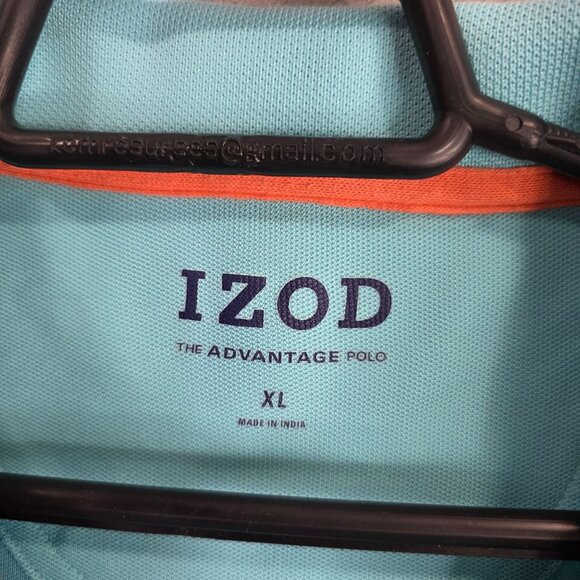 IZOD
THE ADVANTAGE POLO
XL
MADE IN INDIA